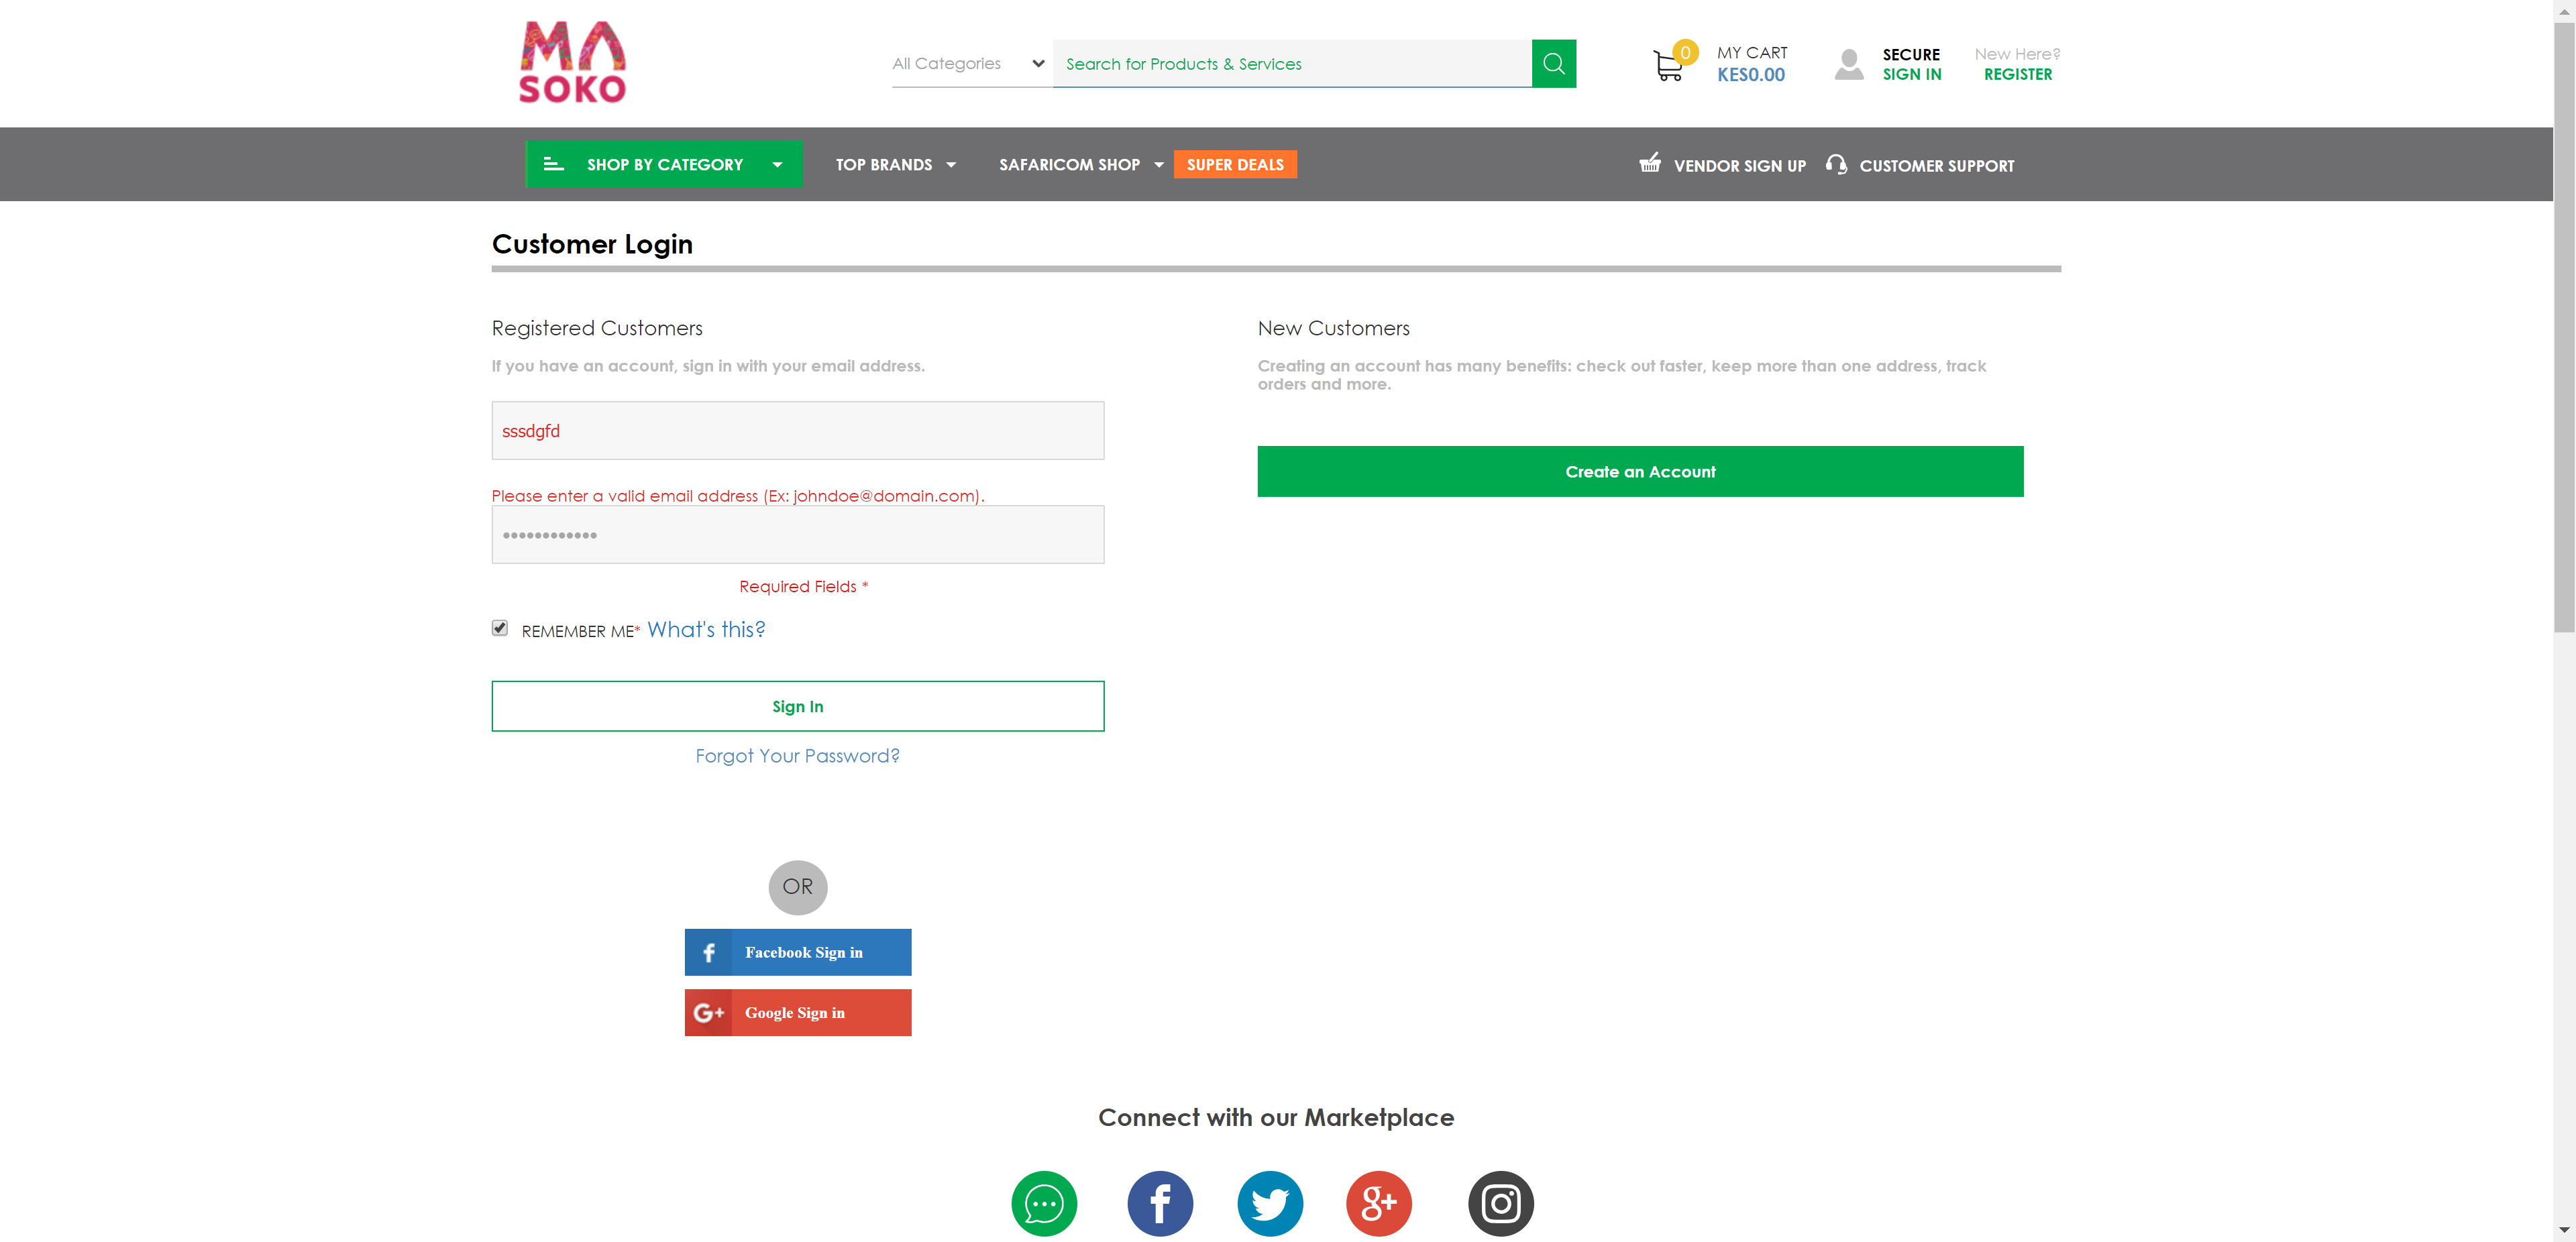 MA
SOKO
All Categories
Search for Products & Services
0
MY CART
KES0.00
SECURE
SIGN IN
New Here?
REGISTER
SHOP BY CATEGORY
TOP BRANDS
SAFARICOM SHOP
SUPER DEALS
VENDOR SIGN UP
CUSTOMER SUPPORT
Customer Login
Registered Customers
If you have an account, sign in with your email address.
sssdgfd
Please enter a valid email address (Ex: johndoe@domain.com).
••••••••••••
Required Fields *
REMEMBER ME* What's this?
Sign In
Forgot Your Password?
New Customers
Creating an account has many benefits: check out faster, keep more than one address, track
orders and more.
Create an Account
OR
f Facebook Sign in
G+ Google Sign in
Connect with our Marketplace
f
g+